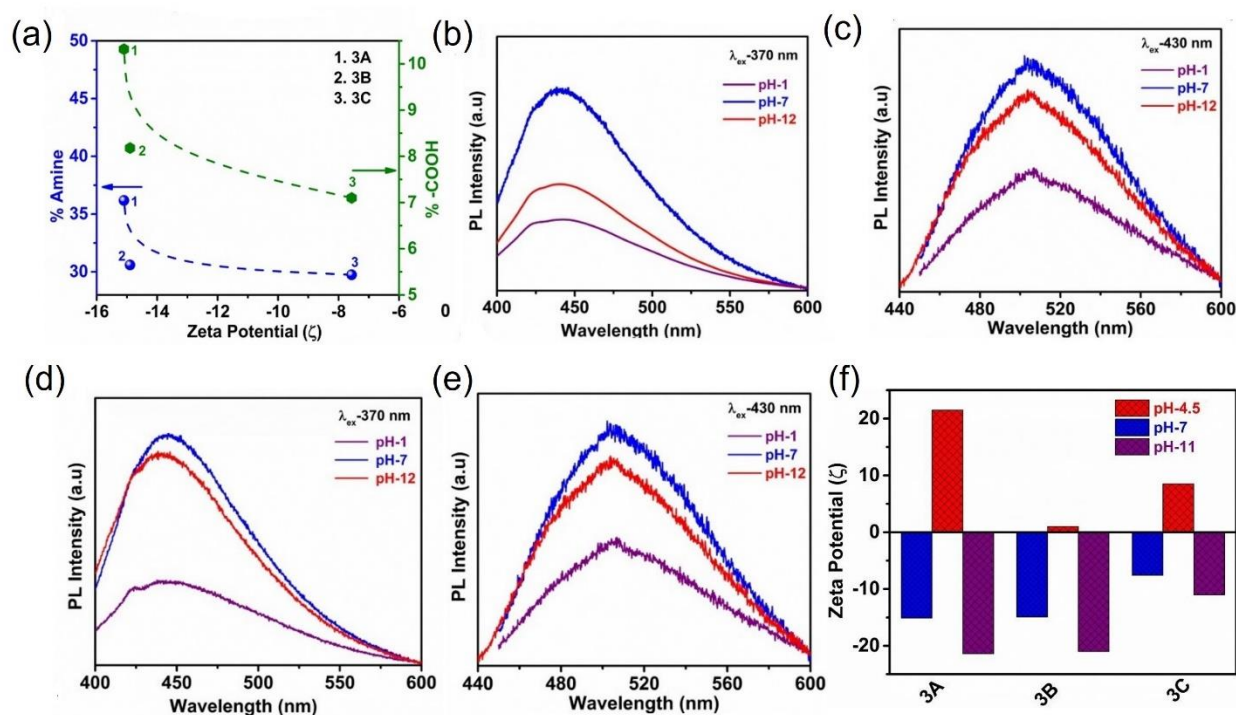 (a)
50
45
40
35
30
% Amine
-16
-14
-12
-10
-8
-6
0
Zeta Potential (ζ)
10
9
8
7
6
5
% -COOH
1. 3A
2. 3B
3. 3C
1
2
3
1
2
3
(b)
λex-370 nm
pH-1
pH-7
pH-12
PL Intensity (a.u)
400
450
500
550
600
Wavelength (nm)
(c)
λex-430 nm
pH-1
pH-7
pH-12
PL Intensity (a.u)
440
480
520
560
600
Wavelength (nm)
(d)
λex-370 nm
pH-1
pH-7
pH-12
PL Intensity (a.u)
400
450
500
550
600
Wavelength (nm)
(e)
λex-430 nm
pH-1
pH-7
pH-12
PL Intensity (a.u)
440
480
520
560
600
Wavelength (nm)
(f)
pH-4.5
pH-7
pH-11
Zeta Potential (ζ)
20
10
0
-10
-20
3A
3B
3C